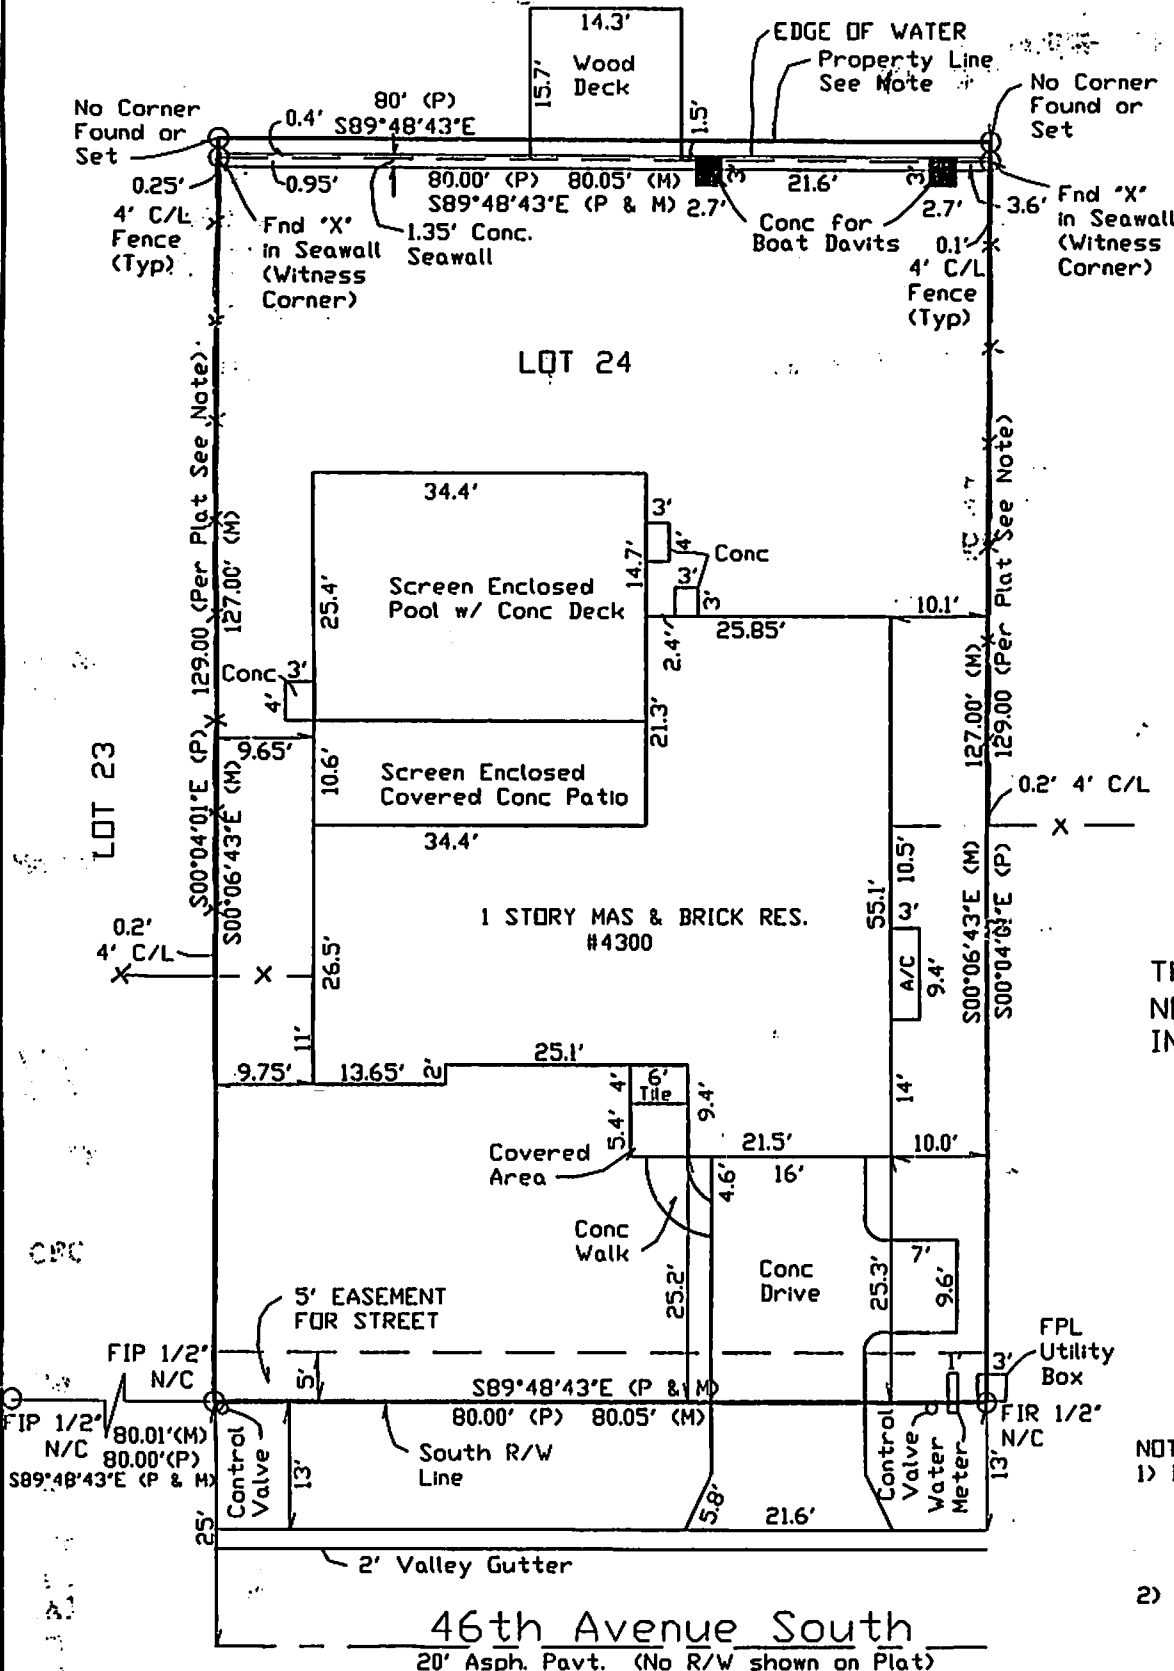 14.3'
15.7'
Wood
Deck
EDGE OF WATER
Property Line
See Note
No Corner
Found or
Set
80' (P)
S89°48'43"E
0.4'
1.5'
No Corner
Found or
Set
0.25'
0.95'
80.00' (P) 80.05' (M)
S89°48'43"E (P & M)
2.7'
3'
21.6'
3'
2.7'
3.6'
Fnd "X"
in Seawall
(Witness
Corner)
4' C/L
Fence
(Typ)
Fnd "X"
in Seawall
(Witness
Corner)
1.35' Conc.
Seawall
Conc for
Boat Davits
0.1'
4' C/L
Fence
(Typ)
LOT 24
S00°04'01"E (P) 129.00 (Per Plat See Note)
S00°06'43"E (M) 127.00' (M)
34.4'
25.4'
Screen Enclosed
Pool w/ Conc Deck
14.7'
3'
4'
Conc
3'
3'
2.4'
25.85'
10.1'
Conc
3'
4'
9.65'
10.6'
Screen Enclosed
Covered Conc Patio
21.3'
34.4'
LOT 23
S00°06'43"E (M) 127.00' (M)
S00°04'01"E (P) 129.00 (Per Plat See Note)
0.2' 4' C/L
X
1 STORY MAS & BRICK RES.
#4300
55.1'
10.5'
3'
A/C
9.4'
0.2'
4' C/L
X
X
26.5'
11'
9.75'
13.65'
2'
25.1'
4'
6'
Tile
9.4'
5.4'
14'
TH
IN
Covered
Area
21.5'
10.0'
16'
4.6'
Conc
Walk
25.2'
Conc
Drive
25.3'
7'
9.6'
5' EASEMENT
FOR STREET
FIP 1/2"
N/C
5'
S89°48'43"E (P & M)
80.00' (P) 80.05' (M)
1'
3'
FPL
Utility
Box
FIP 1/2"
N/C
80.01'(M)
80.00'(P)
S89°48'43"E (P & M)
Control
Valve
13'
South R/W
Line
Control
Valve
Water
Meter
FIR 1/2"
N/C
13'
NOT
1)
25'
5.8'
21.6'
2' Valley Gutter
2)
46th Avenue South
20' Asph. Pavt. (No R/W shown on Plat)